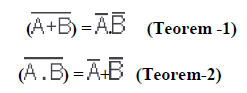 (A̅+̅B̅) = A̅.B̅ (Teorem -1)
(A̅ ̅.̅ ̅B̅) = A̅+B̅ (Teorem-2)